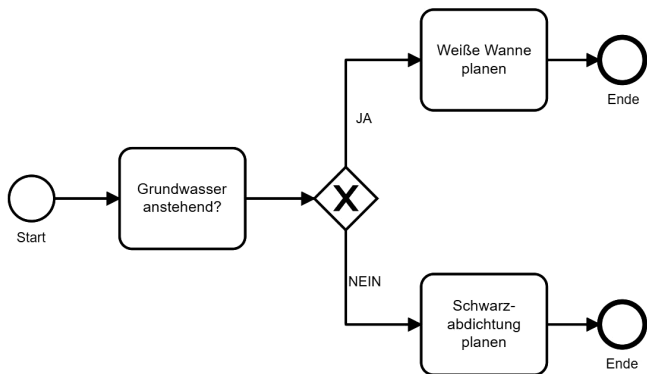 Start
Grundwasser
anstehend?
X
JA
NEIN
Weiße Wanne
planen
Ende
Schwarz-
abdichtung
planen
Ende